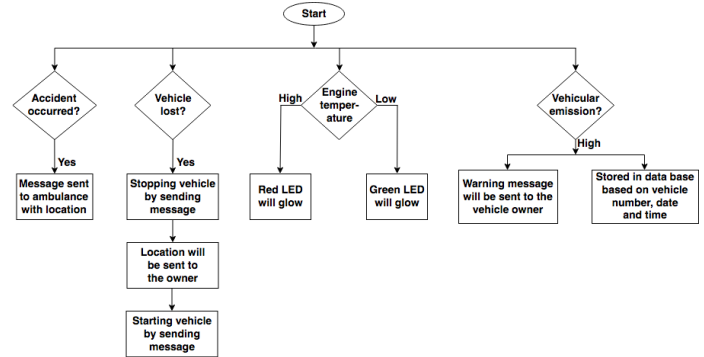 Start
Accident
occurred?
Yes
Message sent
to ambulance
with location
Vehicle
lost?
Yes
Stopping vehicle
by sending
message
Location will
be sent to
the owner
Starting vehicle
by sending
message
Engine
temper-
ature
High
Low
Red LED
will glow
Green LED
will glow
Vehicular
emission?
High
Warning message
will be sent to the
vehicle owner
Stored in data base
based on vehicle
number, date
and time